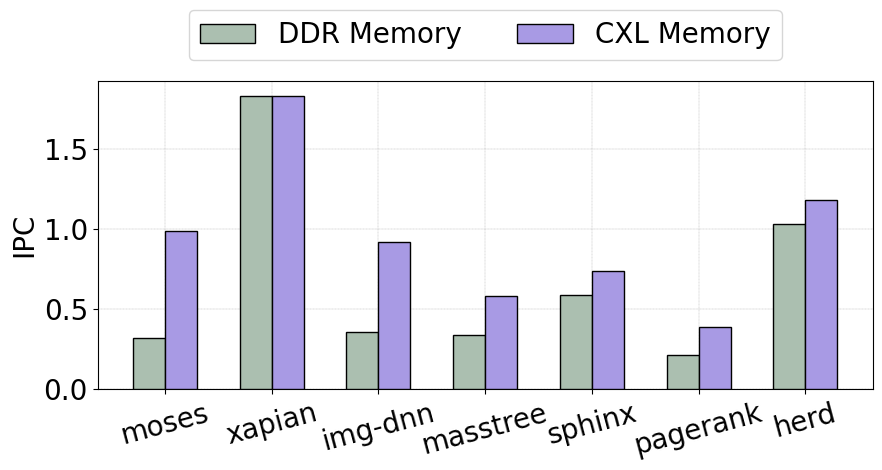 DDR Memory CXL Memory
IPC
1.5
1.0
0.5
0.0
moses xapian img-dnn masstree sphinx pagerank herd